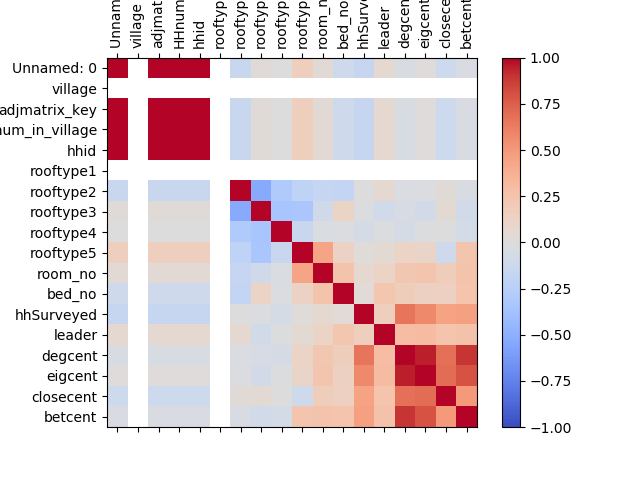 Unnam
village
adjmat
HHnum
hhid
rooftyp
rooftyp
rooftyp
rooftyp
rooftyp
room_n
bed_no
hhSurv
leader
degcent
eigcent
closece
betcent
Unnamed: 0
village
adjmatrix_key
num_in_village
hhid
rooftype1
rooftype2
rooftype3
rooftype4
rooftype5
room_no
bed_no
hhSurveyed
leader
degcent
eigcent
closecent
betcent
1.00
0.75
0.50
0.25
0.00
−0.25
−0.50
−0.75
−1.00